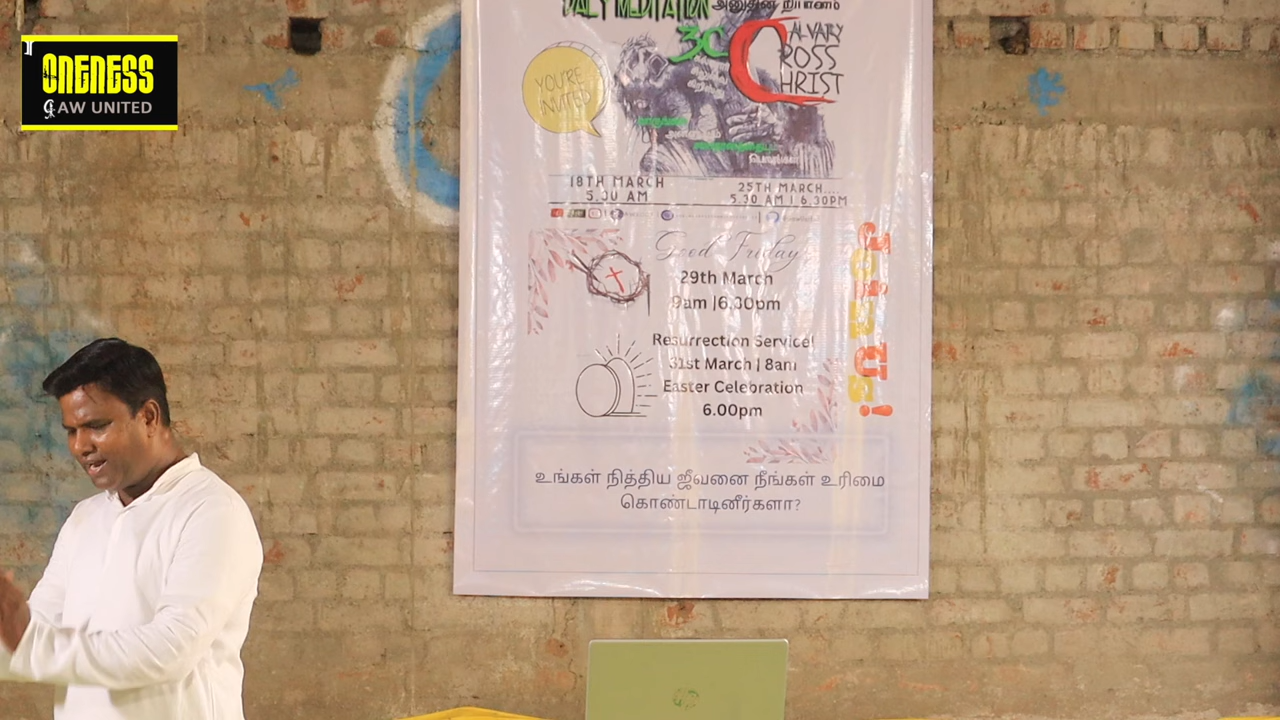 ONENESS
AW UNITED
DAILY MEDITATION
3C
CALVARY
CROSS
CHRIST
YOU'RE
INVITED
18TH MARCH
5.30 AM
25TH MARCH....
5.30 AM | 6.30PM
Good Friday
29th March
9am |6.30pm
Resurrection Service!
31st March | 8am
Easter Celebration
6.00pm
Join us!
உங்கள் நித்திய ஜீவனை நீங்கள் உரிமை
கொண்டாடினீர்களா?